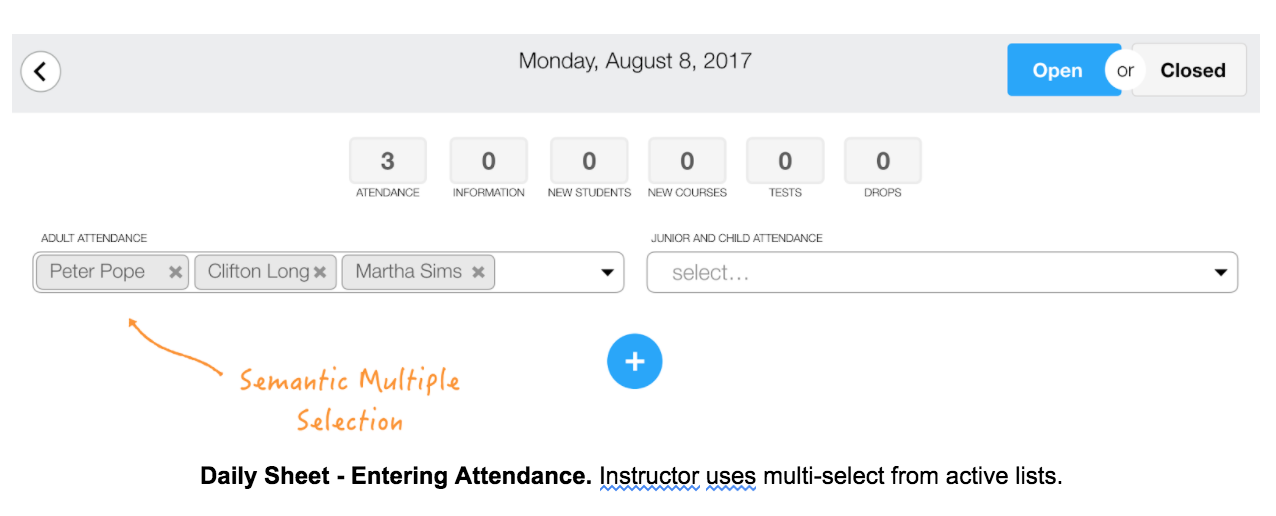 Monday, August 8, 2017
Open or Closed
3 0 0 0 0 0
ATENDANCE INFORMATION NEW STUDENTS NEW COURSES TESTS DROPS
ADULT ATTENDANCE JUNIOR AND CHILD ATTENDANCE
Peter Pope Clifton Long Martha Sims select...
Semantic Multiple
Selection
Daily Sheet - Entering Attendance. Instructor uses multi-select from active lists.